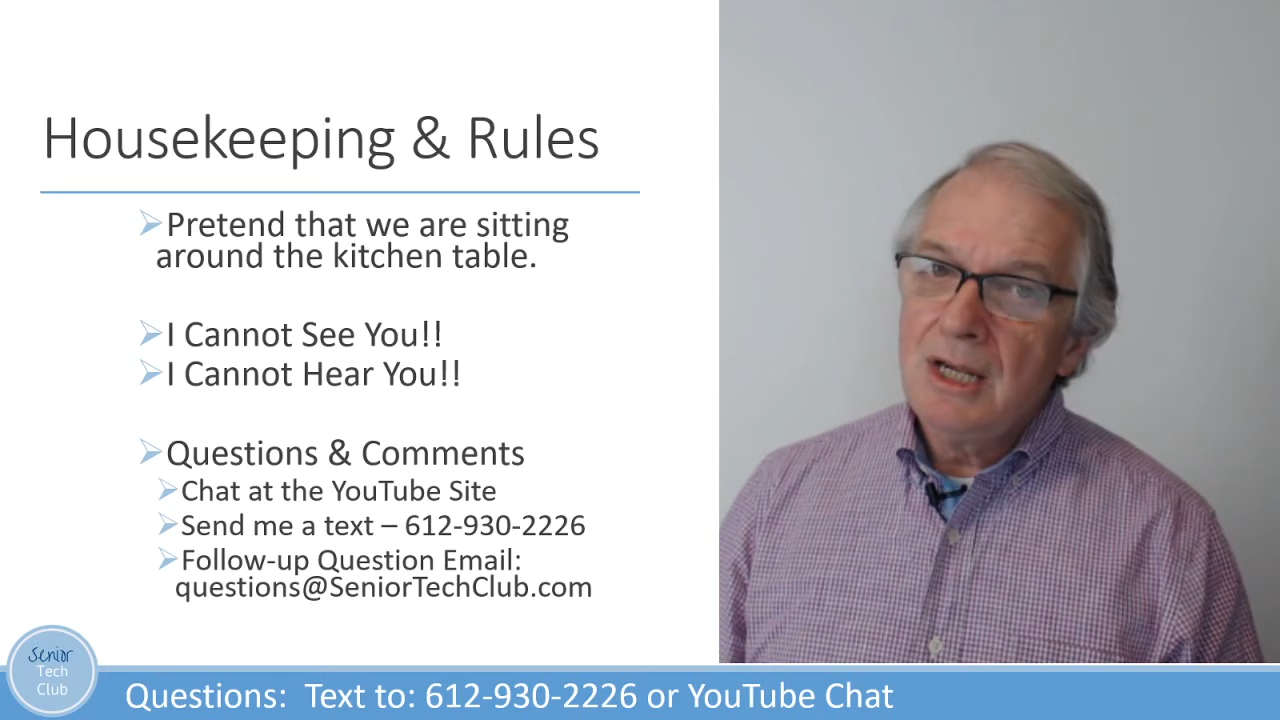 Housekeeping & Rules
Pretend that we are sitting
around the kitchen table.
I Cannot See You!!
I Cannot Hear You!!
Questions & Comments
Chat at the YouTube Site
Send me a text – 612-930-2226
Follow-up Question Email:
questions@SeniorTechClub.com
Senior
Tech
Club
Questions:  Text to: 612-930-2226 or YouTube Chat